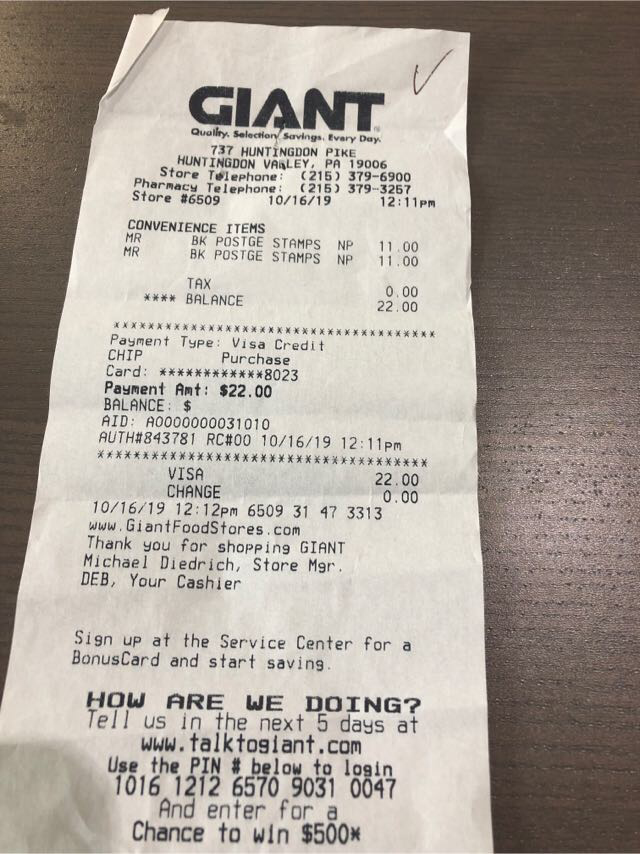 GIANT
Quality. Selection. Savings. Every Day.
737 HUNTINGDON PIKE
HUNTINGDON VALLEY, PA 19006
Store Telephone: (215) 379-6900
Pharmacy Telephone: (215) 379-3257
Store #6509 10/16/19 12:11pm
CONVENIENCE ITEMS
MR BK POSTGE STAMPS NP 11.00
MR BK POSTGE STAMPS NP 11.00
TAX 0.00
**** BALANCE 22.00
**************************************
Payment Type: Visa Credit
CHIP Purchase
Card: ************8023
Payment Amt: $22.00
BALANCE: $
AID: A0000000031010
AUTH#843781 RC#00 10/16/19 12:11pm
**************************************
VISA 22.00
CHANGE 0.00
10/16/19 12:12pm 6509 31 47 3313
www.GiantFoodStores.com
Thank you for shopping GIANT
Michael Diedrich, Store Mgr.
DEB, Your Cashier
Sign up at the Service Center for a
BonusCard and start saving.
HOW ARE WE DOING?
Tell us in the next 5 days at
www.talktogiant.com
Use the PIN # below to login
1016 1212 6570 9031 0047
And enter for a
Chance to win $500*